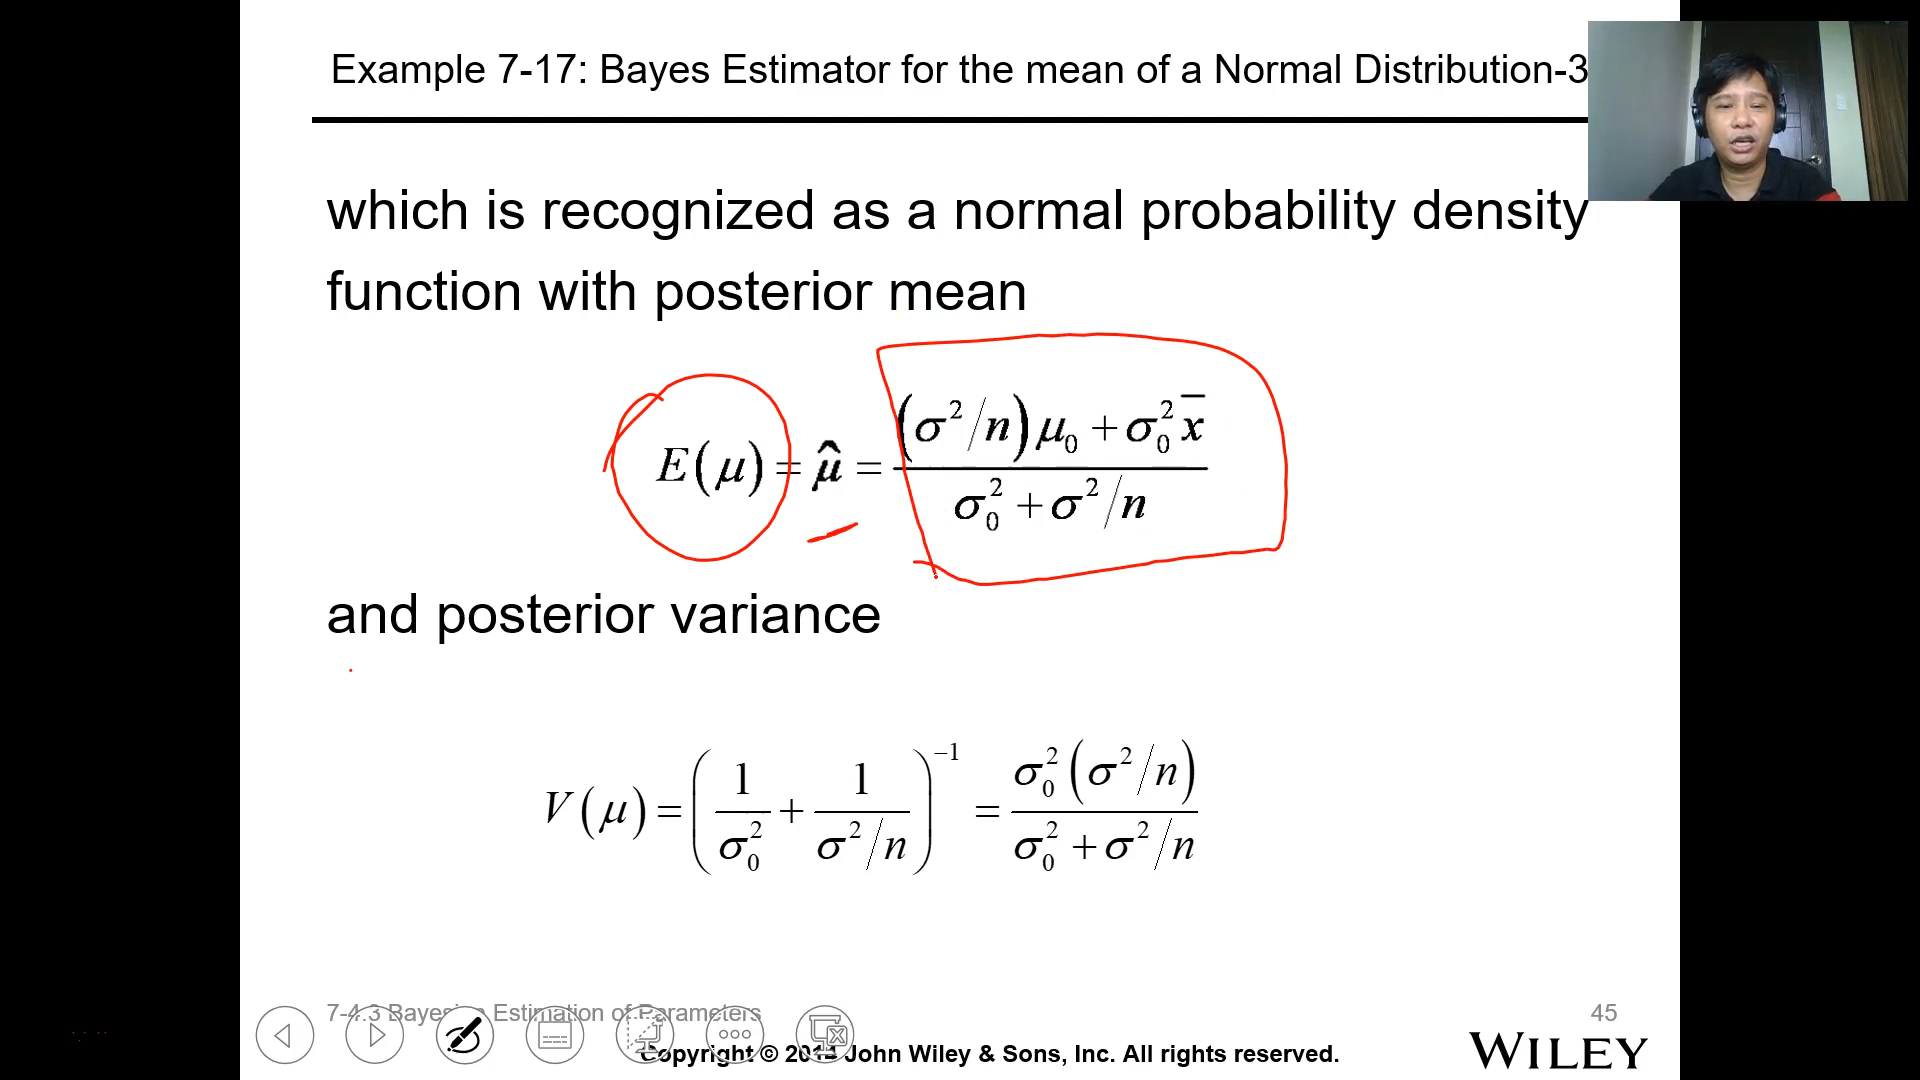 Example 7-17: Bayes Estimator for the mean of a Normal Distribution-3
which is recognized as a normal probability density
function with posterior mean
E(μ) = μ̂ = ((σ²/n)μ₀ + σ₀² x̄) / (σ₀² + σ²/n)
and posterior variance
V(μ) = (1/σ₀² + 1/(σ²/n))⁻¹ = σ₀²(σ²/n) / (σ₀² + σ²/n)
7-4.3 Bayesian Estimation of Parameters
45
Copyright © 2014 John Wiley & Sons, Inc. All rights reserved.
WILEY